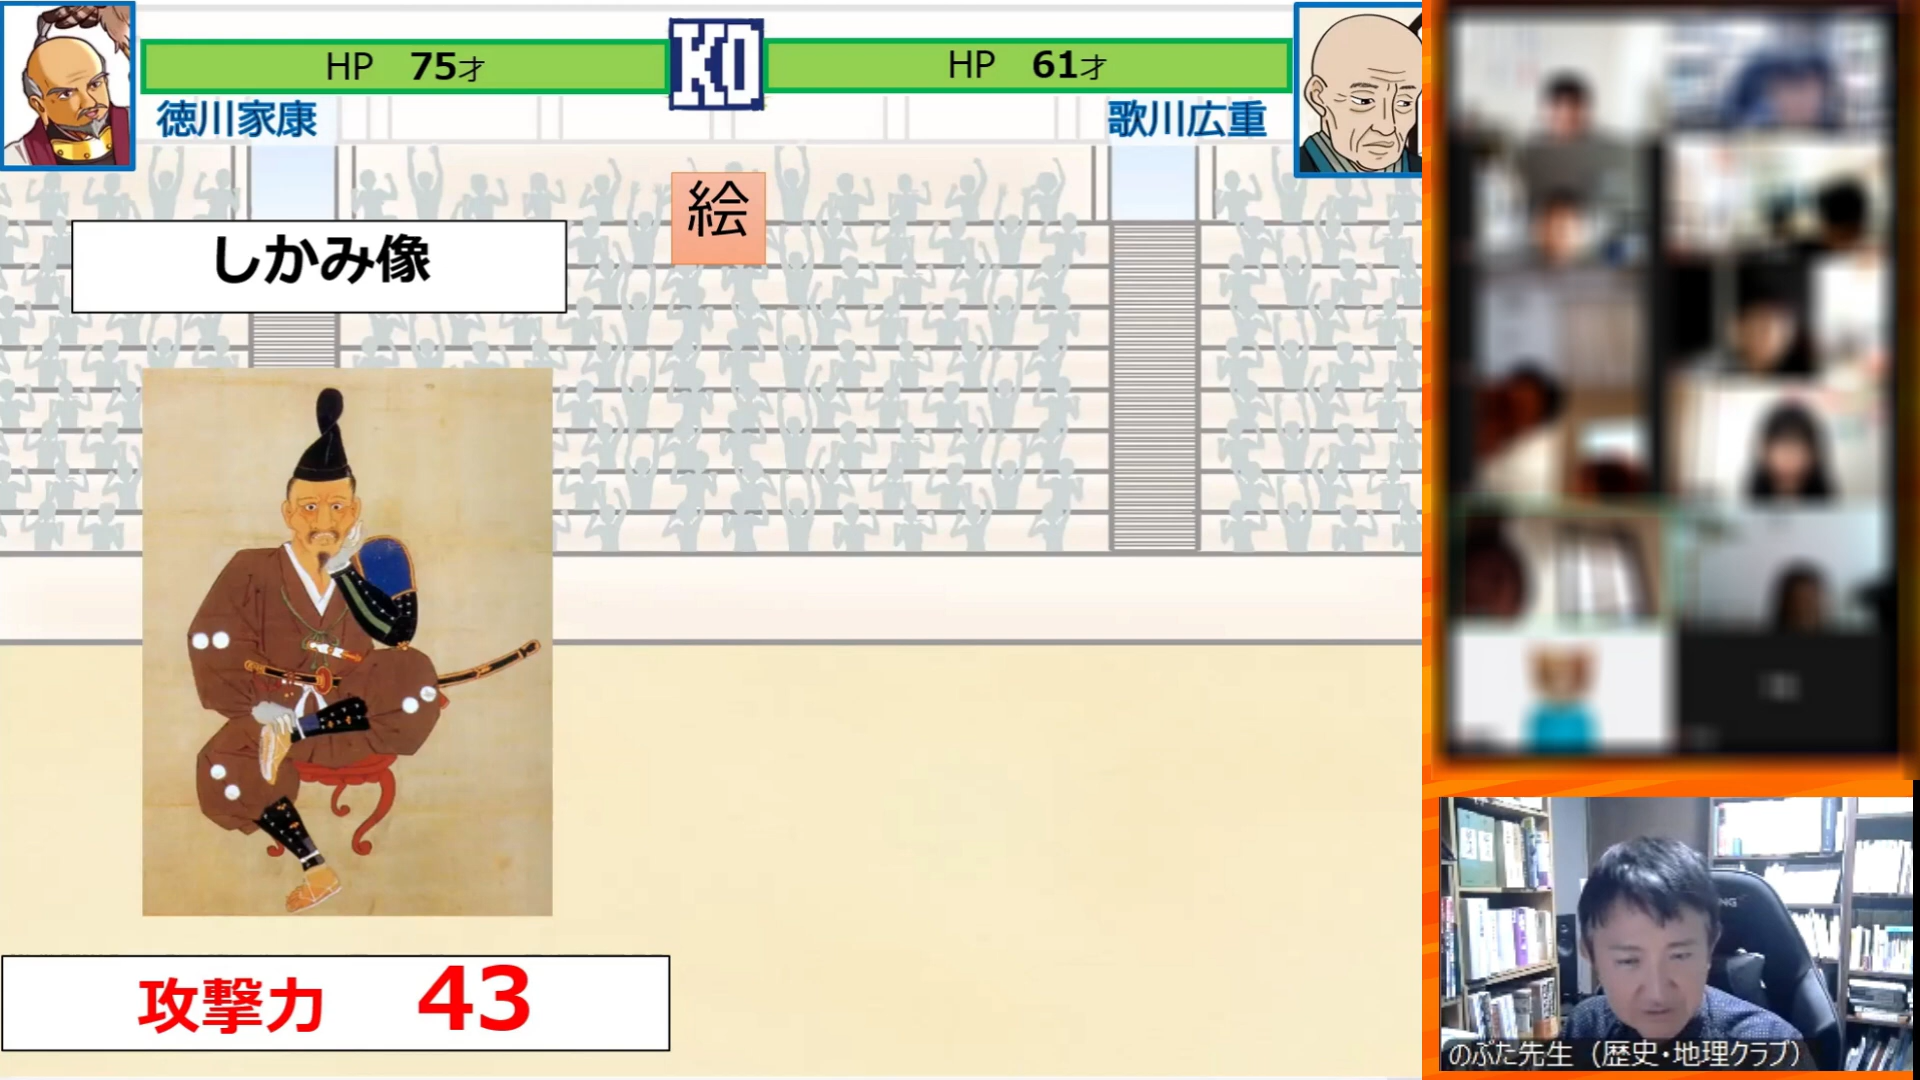 HP 75才
KO
HP 61才
徳川家康
歌川広重
絵
しかみ像
攻撃力 43
のぶた先生（歴史・地理クラブ）